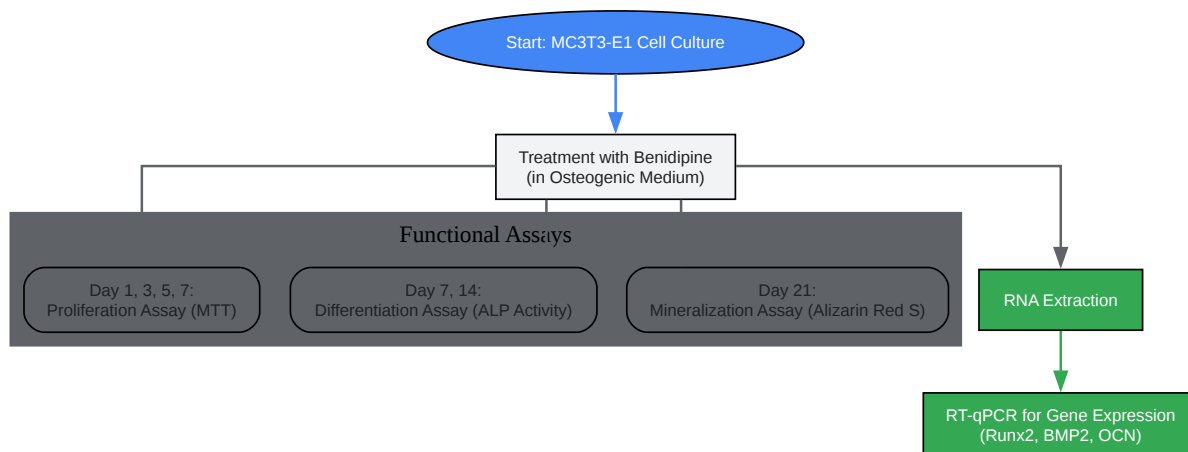 Start: MC3T3-E1 Cell Culture
Treatment with Benidipine
(in Osteogenic Medium)
Functional Assays
Day 1, 3, 5, 7:
Proliferation Assay (MTT)
Day 7, 14:
Differentiation Assay (ALP Activity)
Day 21:
Mineralization Assay (Alizarin Red S)
RNA Extraction
RT-qPCR for Gene Expression
(Runx2, BMP2, OCN)